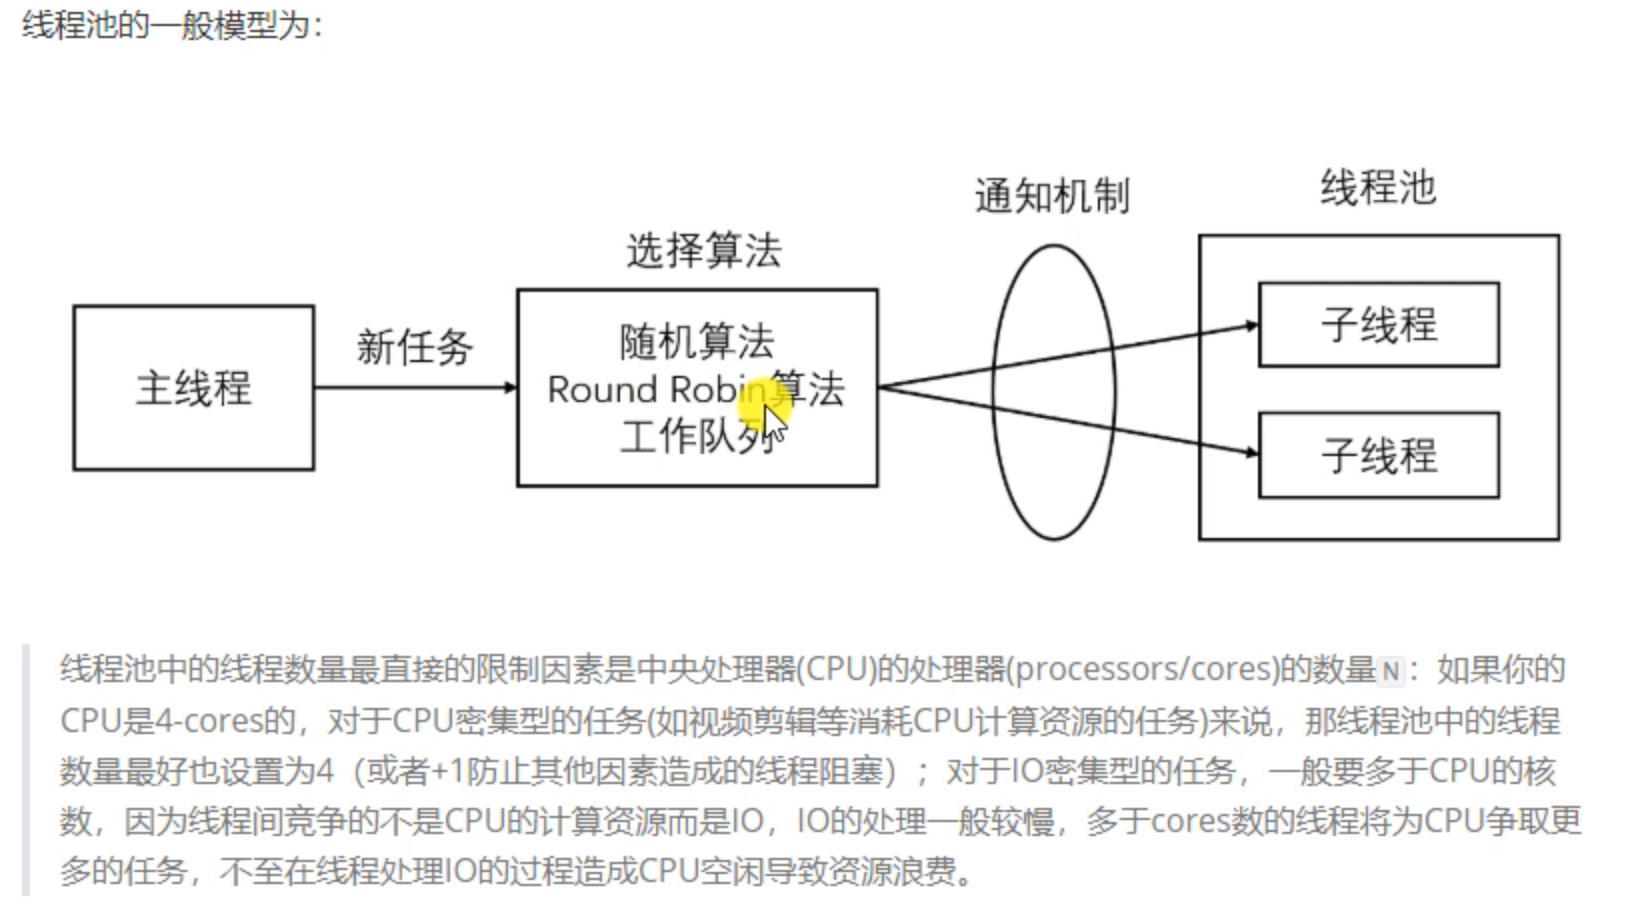 线程池的一般模型为：
通知机制
线程池
选择算法
主线程
新任务
随机算法
Round Robin算法
工作队列
子线程
子线程
线程池中的线程数量最直接的限制因素是中央处理器(CPU)的处理器(processors/cores)的数量N：如果你的
CPU是4-cores的，对于CPU密集型的任务(如视频剪辑等消耗CPU计算资源的任务)来说，那线程池中的线程
数量最好也设置为4（或者+1防止其他因素造成的线程阻塞）；对于IO密集型的任务，一般要多于CPU的核
数，因为线程间竞争的不是CPU的计算资源而是IO，IO的处理一般较慢，多于cores数的线程将为CPU争取更
多的任务，不至在线程处理IO的过程造成CPU空闲导致资源浪费。